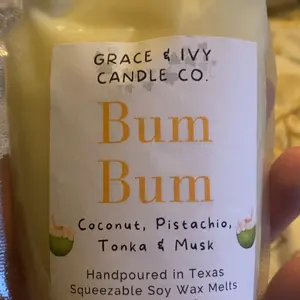 GRACE & IVY
CANDLE CO.
Bum
Bum
Coconut, Pistachio,
Tonka & Musk
Handpoured in Texas
Squeezable Soy Wax Melts